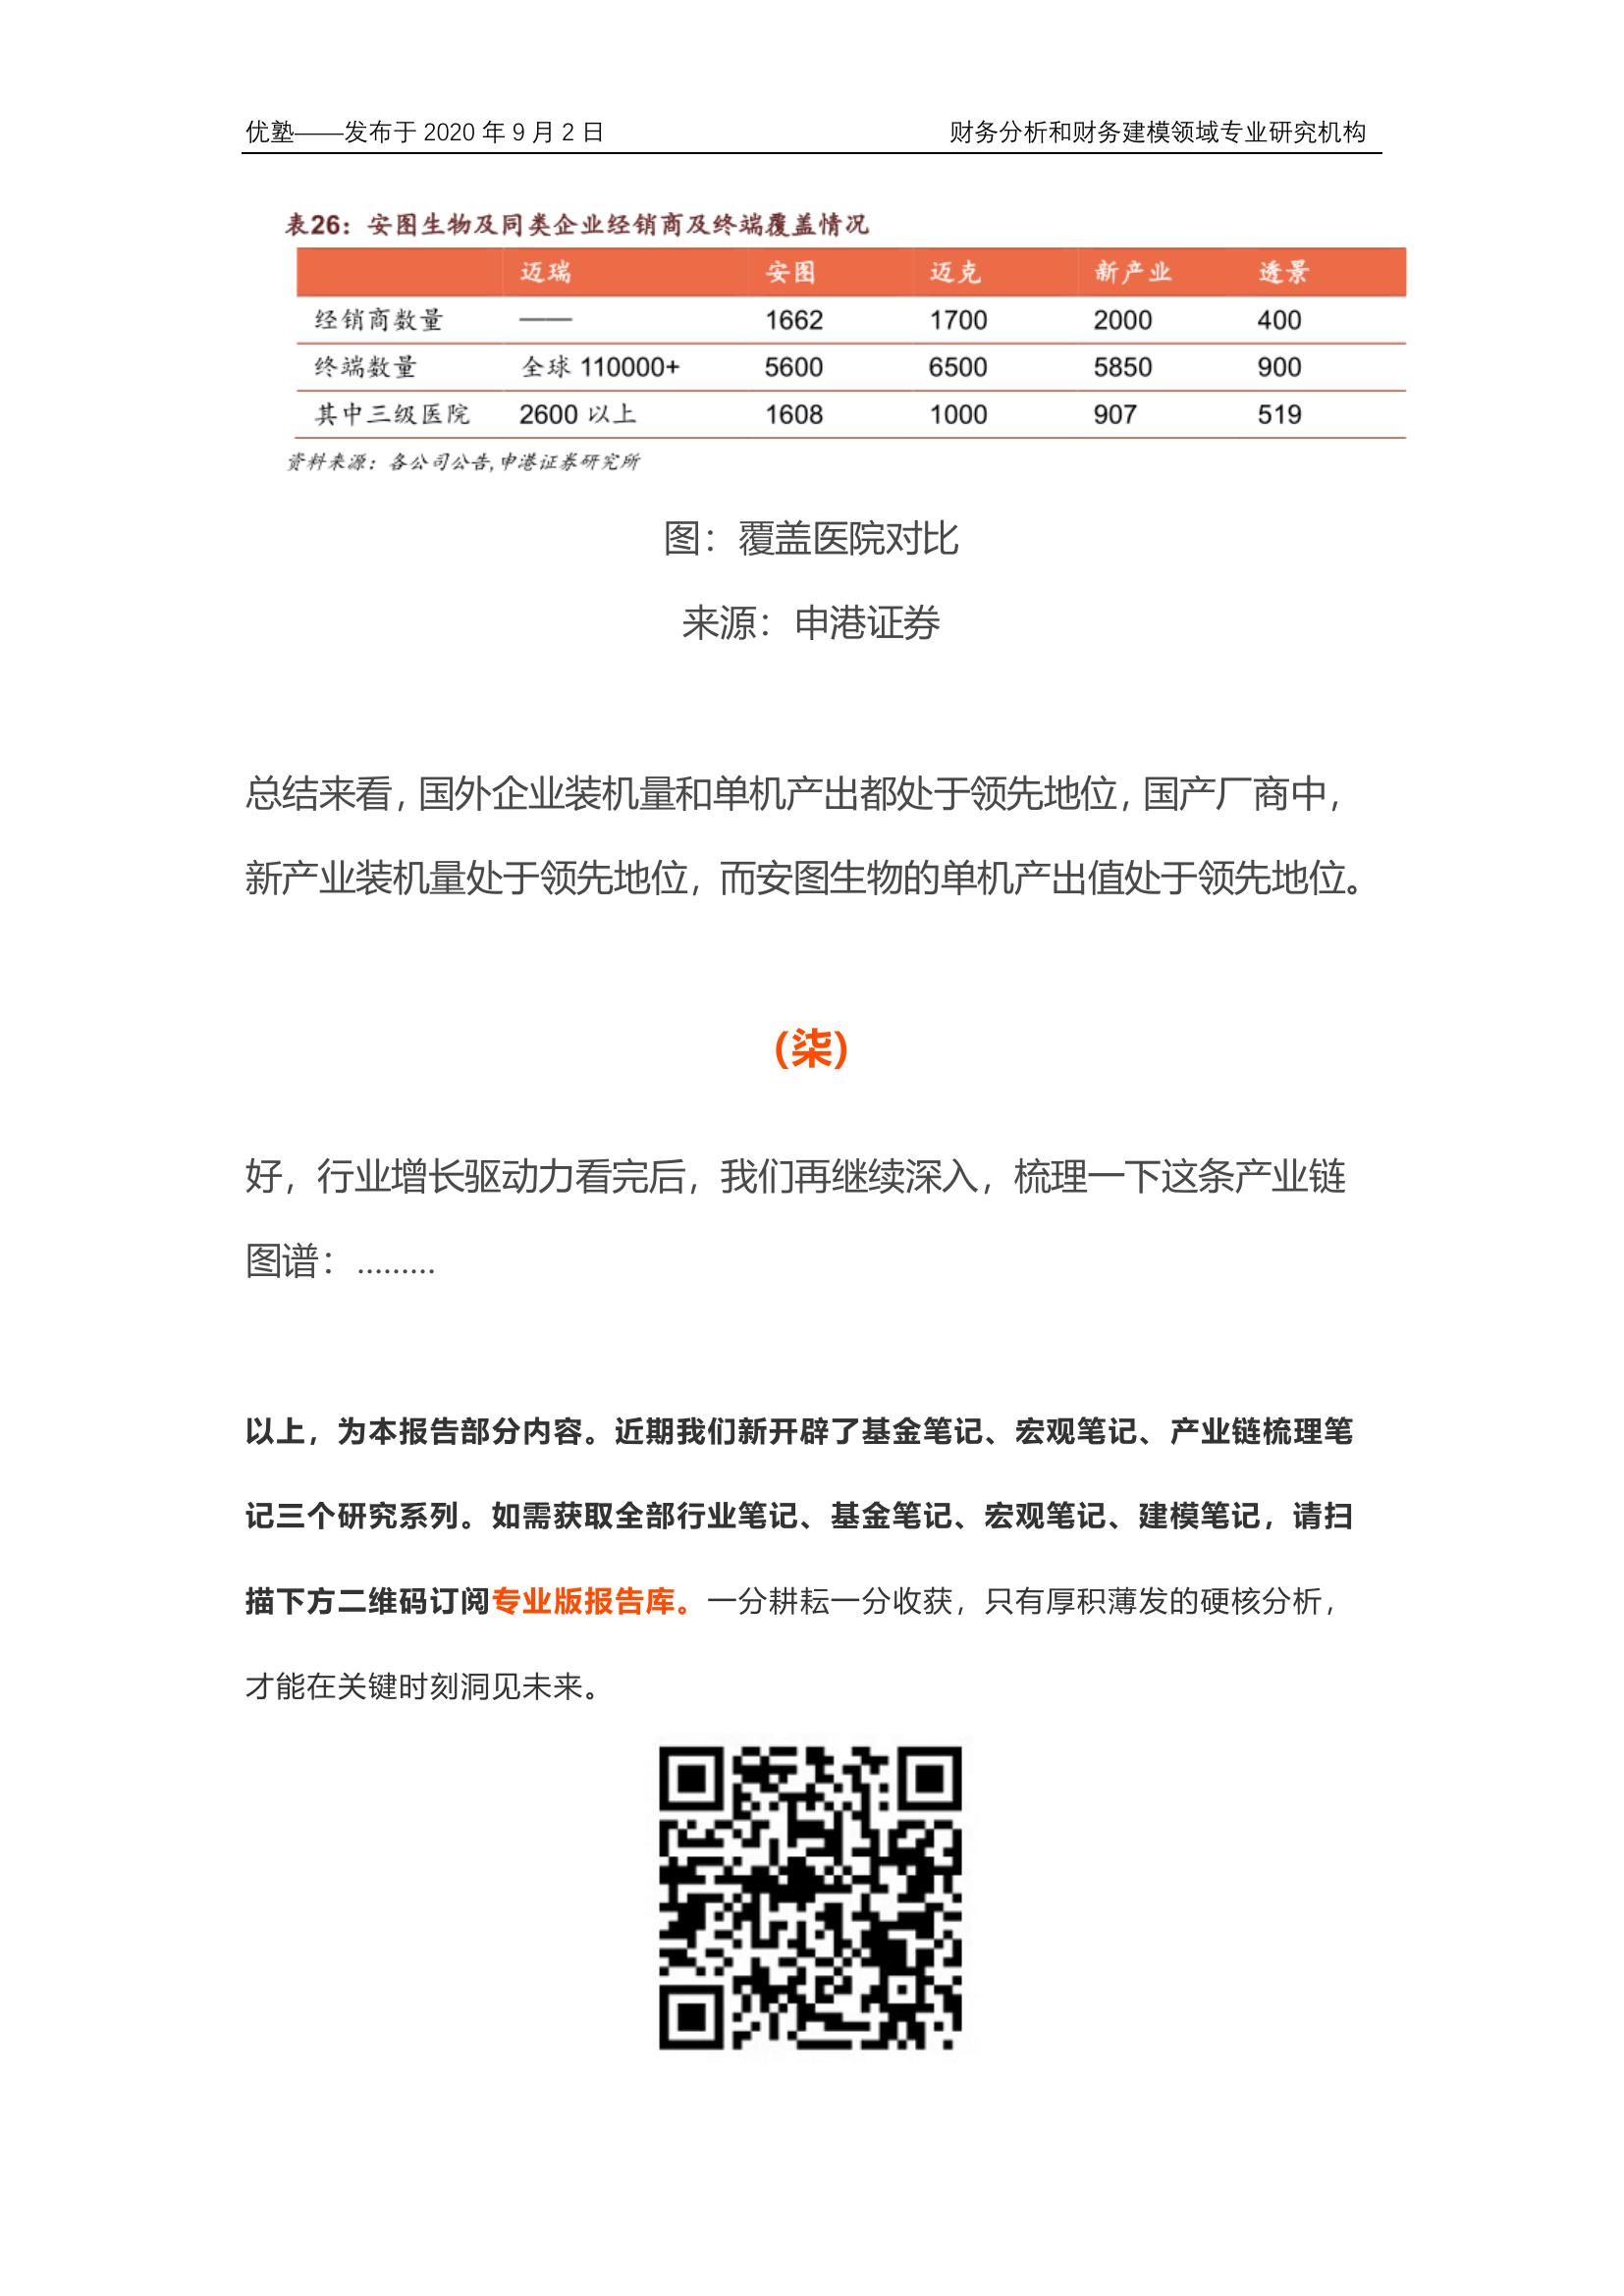 优塾——发布于 2020 年 9 月 2 日 财务分析和财务建模领域专业研究机构
表26：安图生物及同类企业经销商及终端覆盖情况
迈瑞 安图 迈克 新产业 透景
经销商数量 —— 1662 1700 2000 400
终端数量 全球 110000+ 5600 6500 5850 900
其中三级医院 2600 以上 1608 1000 907 519
资料来源：各公司公告,申港证券研究所
图：覆盖医院对比
来源：申港证券
总结来看，国外企业装机量和单机产出都处于领先地位，国产厂商中，
新产业装机量处于领先地位，而安图生物的单机产出值处于领先地位。
(柒)
好，行业增长驱动力看完后，我们再继续深入，梳理一下这条产业链
图谱：………
以上，为本报告部分内容。近期我们新开辟了基金笔记、宏观笔记、产业链梳理笔
记三个研究系列。如需获取全部行业笔记、基金笔记、宏观笔记、建模笔记，请扫
描下方二维码订阅专业版报告库。一分耕耘一分收获，只有厚积薄发的硬核分析，
才能在关键时刻洞见未来。